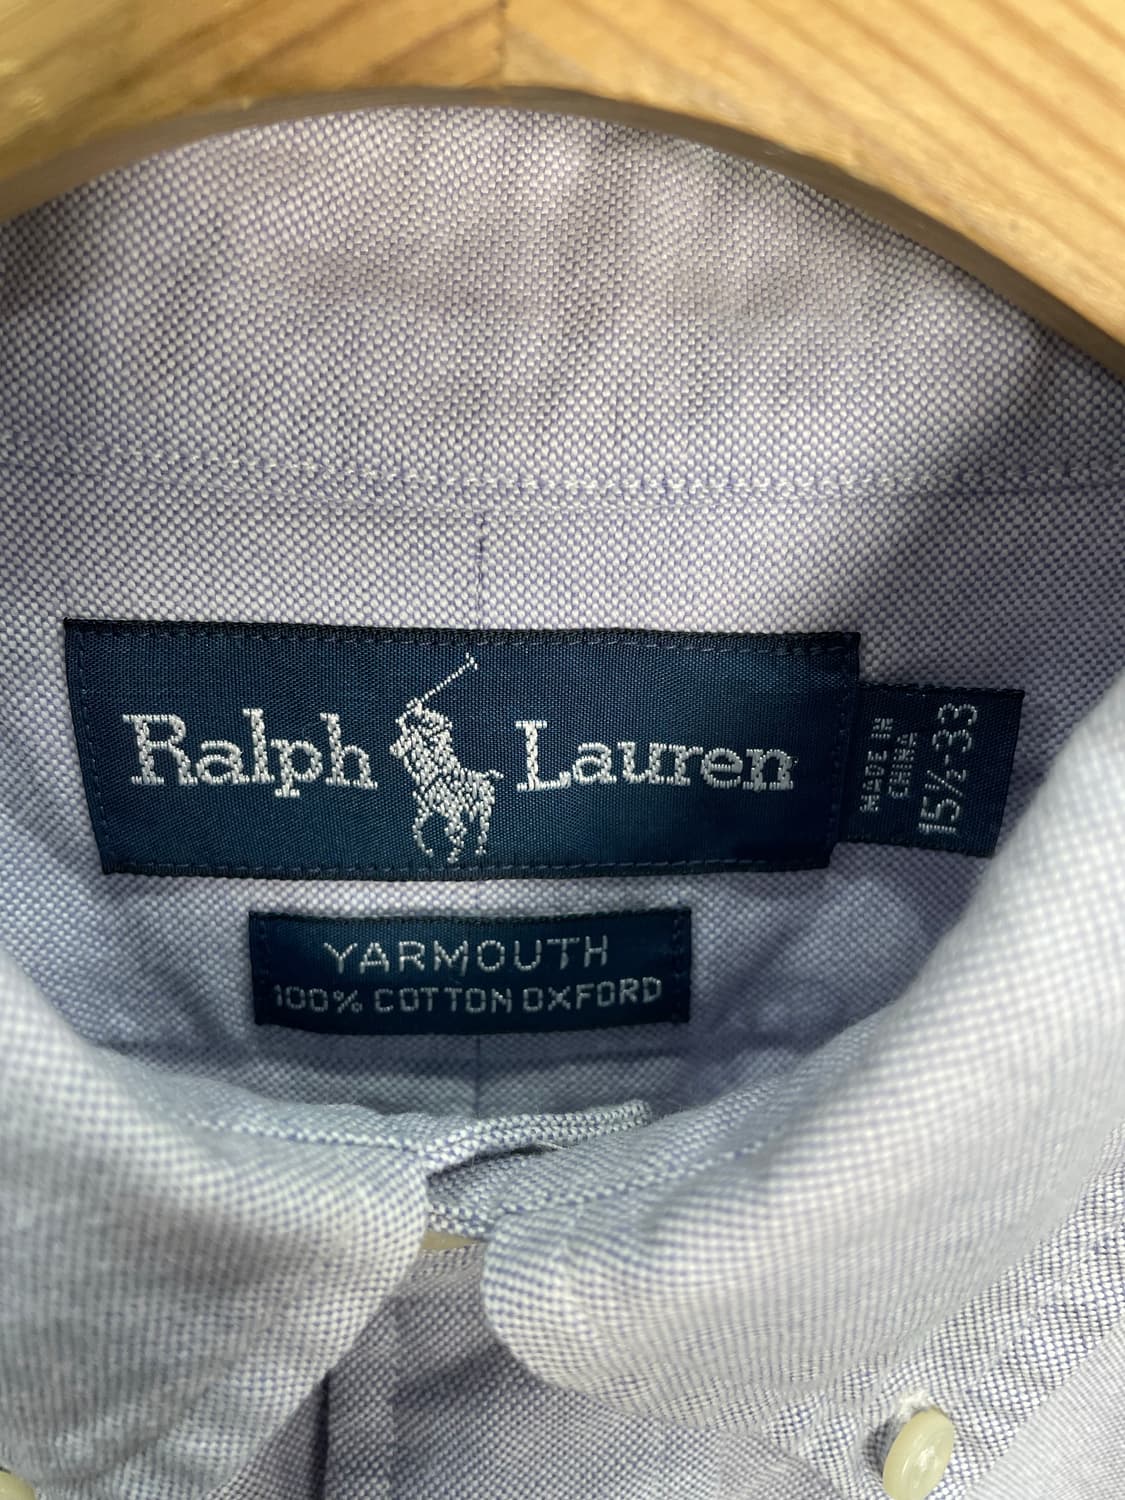 Ralph Lauren
MADE IN
CHINA
15½-33
YARMOUTH
100% COTTON OXFORD